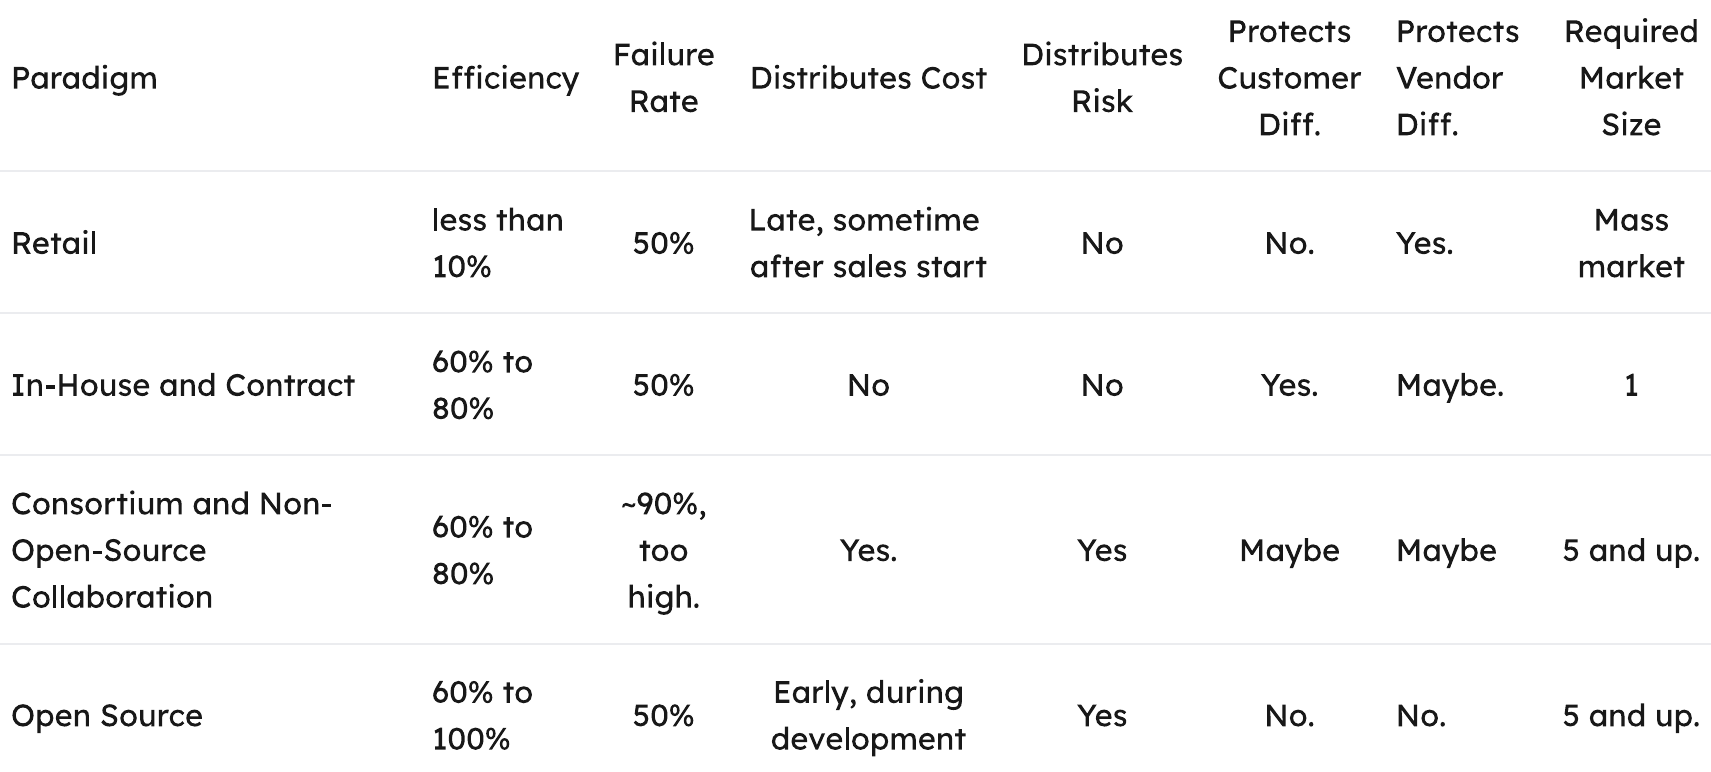 Paradigm
Efficiency
Failure
Rate
Distributes Cost
Distributes
Risk
Protects
Customer
Diff.
Protects
Vendor
Diff.
Required
Market
Size
Retail
less than
10%
50%
Late, sometime
after sales start
No
No.
Yes.
Mass
market
In-House and Contract
60% to
80%
50%
No
No
Yes.
Maybe.
1
Consortium and Non-
Open-Source
Collaboration
60% to
80%
~90%,
too
high.
Yes.
Yes
Maybe
Maybe
5 and up.
Open Source
60% to
100%
50%
Early, during
development
Yes
No.
No.
5 and up.